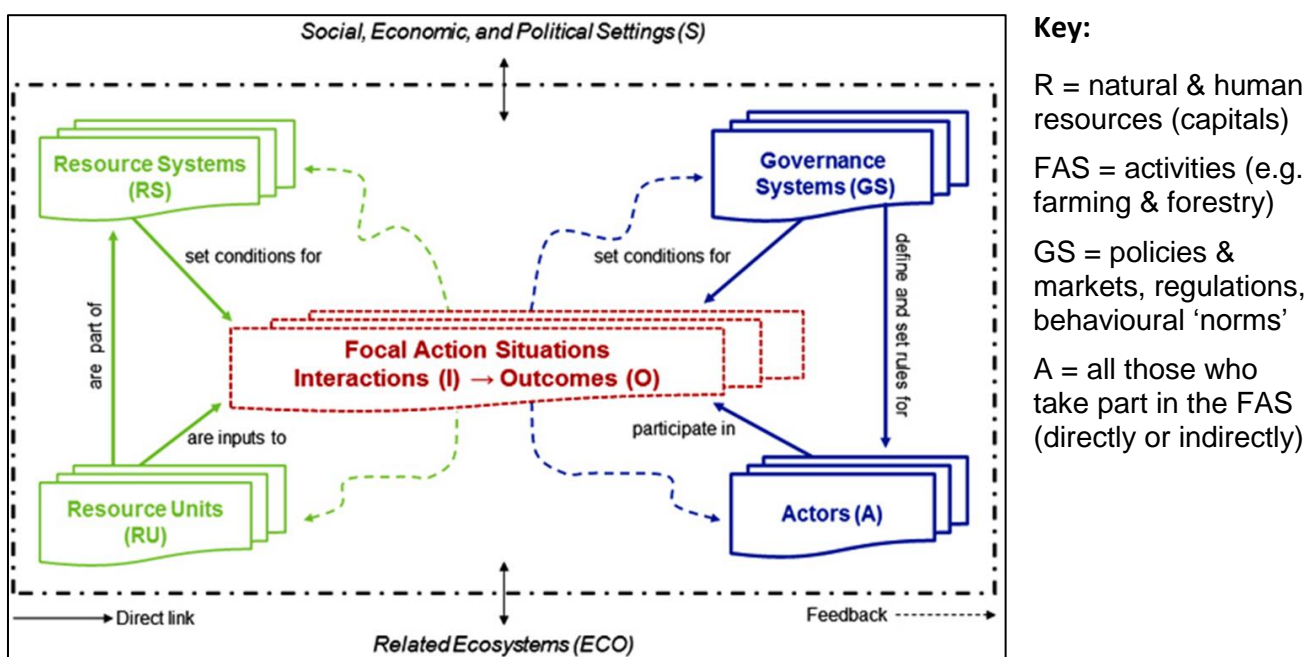 Social, Economic, and Political Settings (S)
Resource Systems
(RS)
Governance
Systems (GS)
set conditions for
set conditions for
are part of
define and set rules for
Focal Action Situations
Interactions (I) → Outcomes (O)
are inputs to
participate in
Resource Units
(RU)
Actors (A)
Direct link
Feedback
Related Ecosystems (ECO)
Key:
R = natural & human
resources (capitals)
FAS = activities (e.g.
farming & forestry)
GS = policies &
markets, regulations,
behavioural ‘norms’
A = all those who
take part in the FAS
(directly or indirectly)